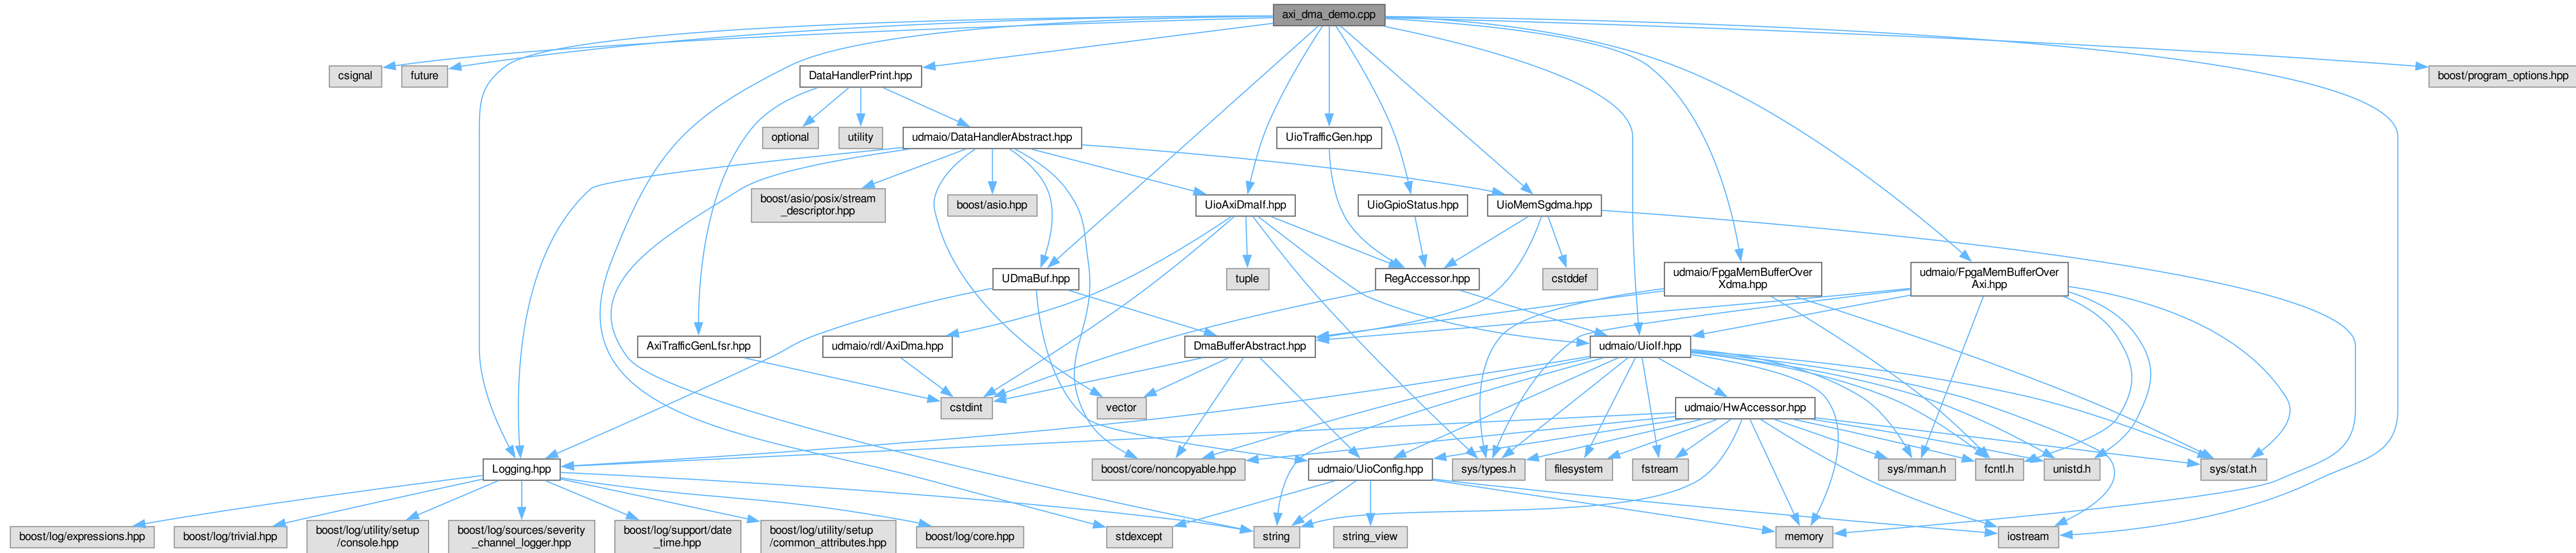 axi_dma_demo.cpp
csignal
future
DataHandlerPrint.hpp
boost/program_options.hpp
optional
utility
udmaio/DataHandlerAbstract.hpp
UioTrafficGen.hpp
boost/asio/posix/stream
_descriptor.hpp
boost/asio.hpp
UioAxiDmaIf.hpp
UioGpioStatus.hpp
UioMemSgdma.hpp
UDmaBuf.hpp
tuple
RegAccessor.hpp
cstddef
udmaio/FpgaMemBufferOver
Xdma.hpp
udmaio/FpgaMemBufferOver
Axi.hpp
AxiTrafficGenLfsr.hpp
udmaio/rdl/AxiDma.hpp
DmaBufferAbstract.hpp
udmaio/UioIf.hpp
cstdint
vector
udmaio/HwAccessor.hpp
Logging.hpp
boost/core/noncopyable.hpp
udmaio/UioConfig.hpp
sys/types.h
filesystem
fstream
sys/mman.h
fcntl.h
unistd.h
sys/stat.h
boost/log/expressions.hpp
boost/log/trivial.hpp
boost/log/utility/setup
/console.hpp
boost/log/sources/severity
_channel_logger.hpp
boost/log/support/date
_time.hpp
boost/log/utility/setup
/common_attributes.hpp
boost/log/core.hpp
stdexcept
string
string_view
memory
iostream